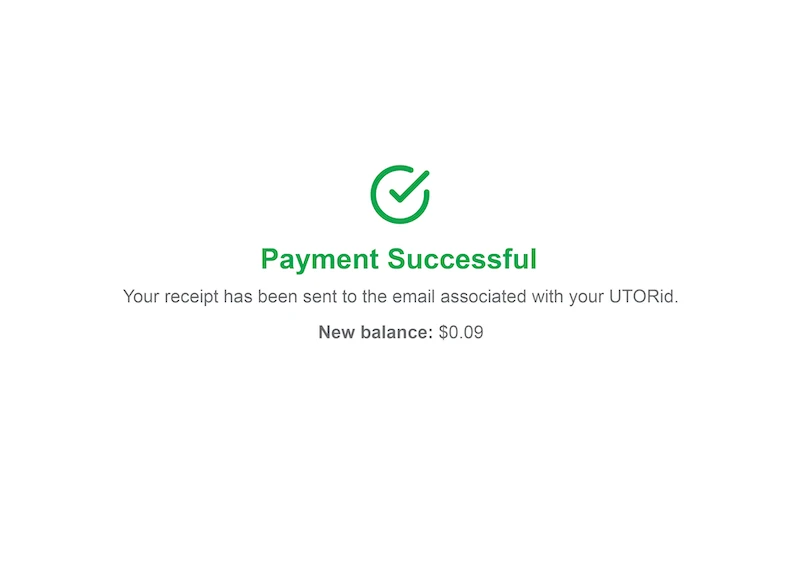 Payment Successful
Your receipt has been sent to the email associated with your UTORid.
New balance: $0.09